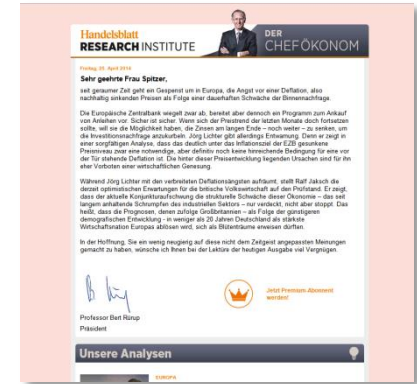 Handelsblatt
RESEARCH INSTITUTE
DER
CHEFÖKONOM
Freitag, 25. April 2014
Sehr geehrte Frau Spitzer,
seit geraumer Zeit geht ein Gespenst um in Europa, die Angst vor einer Deflation, also
nachhaltig sinkenden Preisen als Folge einer dauerhaften Schwäche der Binnennachfrage.
Die Europäische Zentralbank wiegelt zwar ab, bereitet aber dennoch ein Programm zum Ankauf
von Anleihen vor. Sicher ist sicher. Wenn sich der Preistrend der letzten Monate doch fortsetzen
sollte, will sie die Möglichkeit haben, die Zinsen am langen Ende – noch weiter – zu senken, um
die Investitionsnachfrage anzukurbeln. Jörg Lichter gibt allerdings Entwarnung. Denn er zeigt in
einer sorgfältigen Analyse, dass das deutlich unter das Inflationsziel der EZB gesunkene
Preisniveau zwar eine notwendige, aber definitiv noch keine hinreichende Bedingung für eine vor
der Tür stehende Deflation ist. Die hinter dieser Preisentwicklung liegenden Ursachen sind für ihn
eher Vorboten einer wirtschaftlichen Genesung.
Während Jörg Lichter mit den verbreiteten Deflationsängsten aufräumt, stellt Ralf Jaksch die
derzeit optimistischen Erwartungen für die britische Volkswirtschaft auf den Prüfstand. Er zeigt,
dass der aktuelle Konjunkturaufschwung die strukturelle Schwäche dieser Ökonomie – das seit
langem anhaltende Schrumpfen des industriellen Sektors – nur verdeckt, nicht aber stoppt. Das
heißt, dass die Prognosen, denen zufolge Großbritannien – als Folge der günstigeren
demografischen Entwicklung - in weniger als 20 Jahren Deutschland als stärkste
Wirtschaftsnation Europas ablösen wird, sich als Blütenträume erweisen dürften.
In der Hoffnung, Sie ein wenig neugierig auf diese nicht dem Zeitgeist angepassten Meinungen
gemacht zu haben, wünsche ich Ihnen bei der Lektüre der heutigen Ausgabe viel Vergnügen.
Jetzt Premium-Abonnent
werden!
Professor Bert Rürup
Präsident
Unsere Analysen
EUROPA